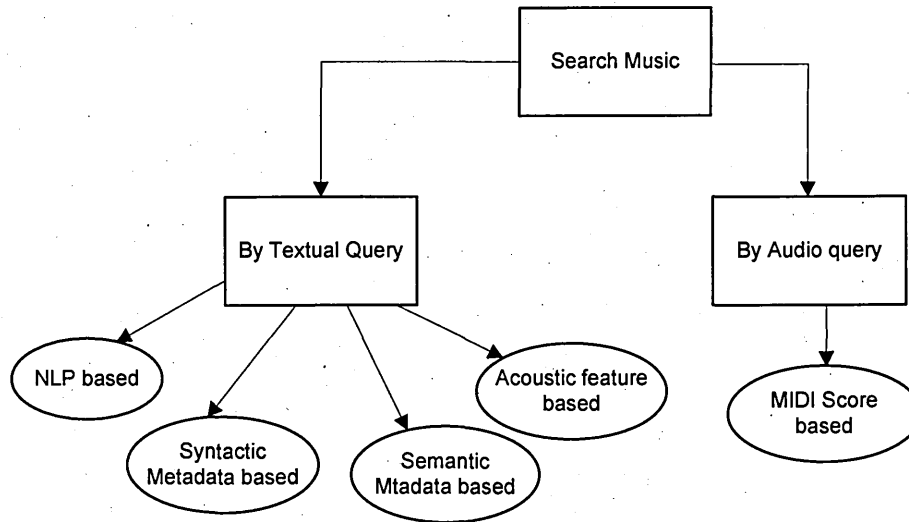 Search Music
By Textual Query
By Audio query
NLP based
Syntactic
Metadata based
Semantic
Mtadata based
Acoustic feature
based
MIDI Score
based